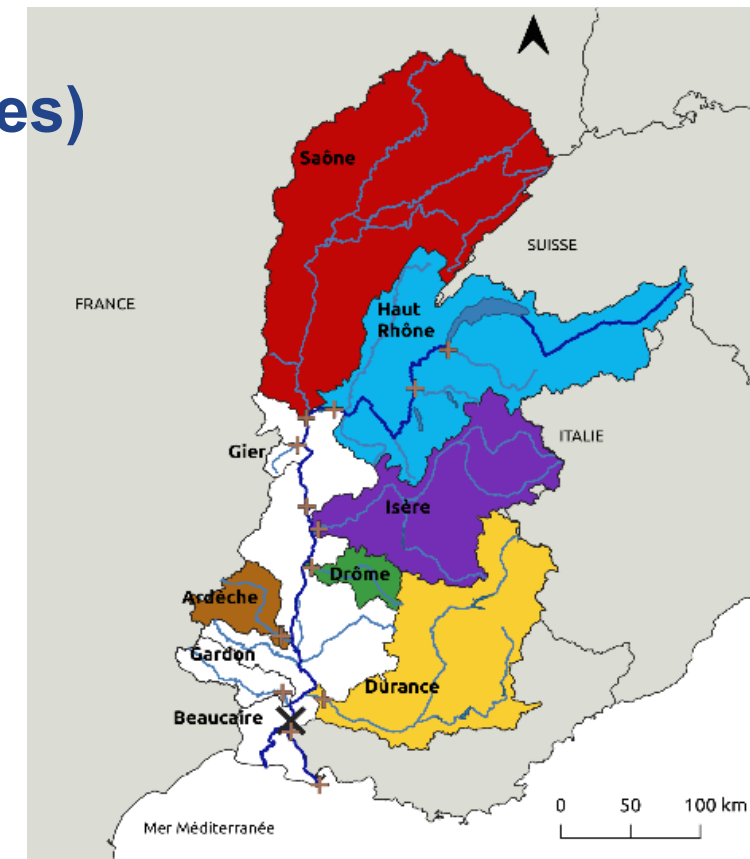 es)
Saône
SUISSE
FRANCE
Haut
Rhône
ITALIE
Gier
Isère
Drôme
Ardèche
Gardon
Durance
Beaucaire
0 50 100 km
Mer Méditerranée